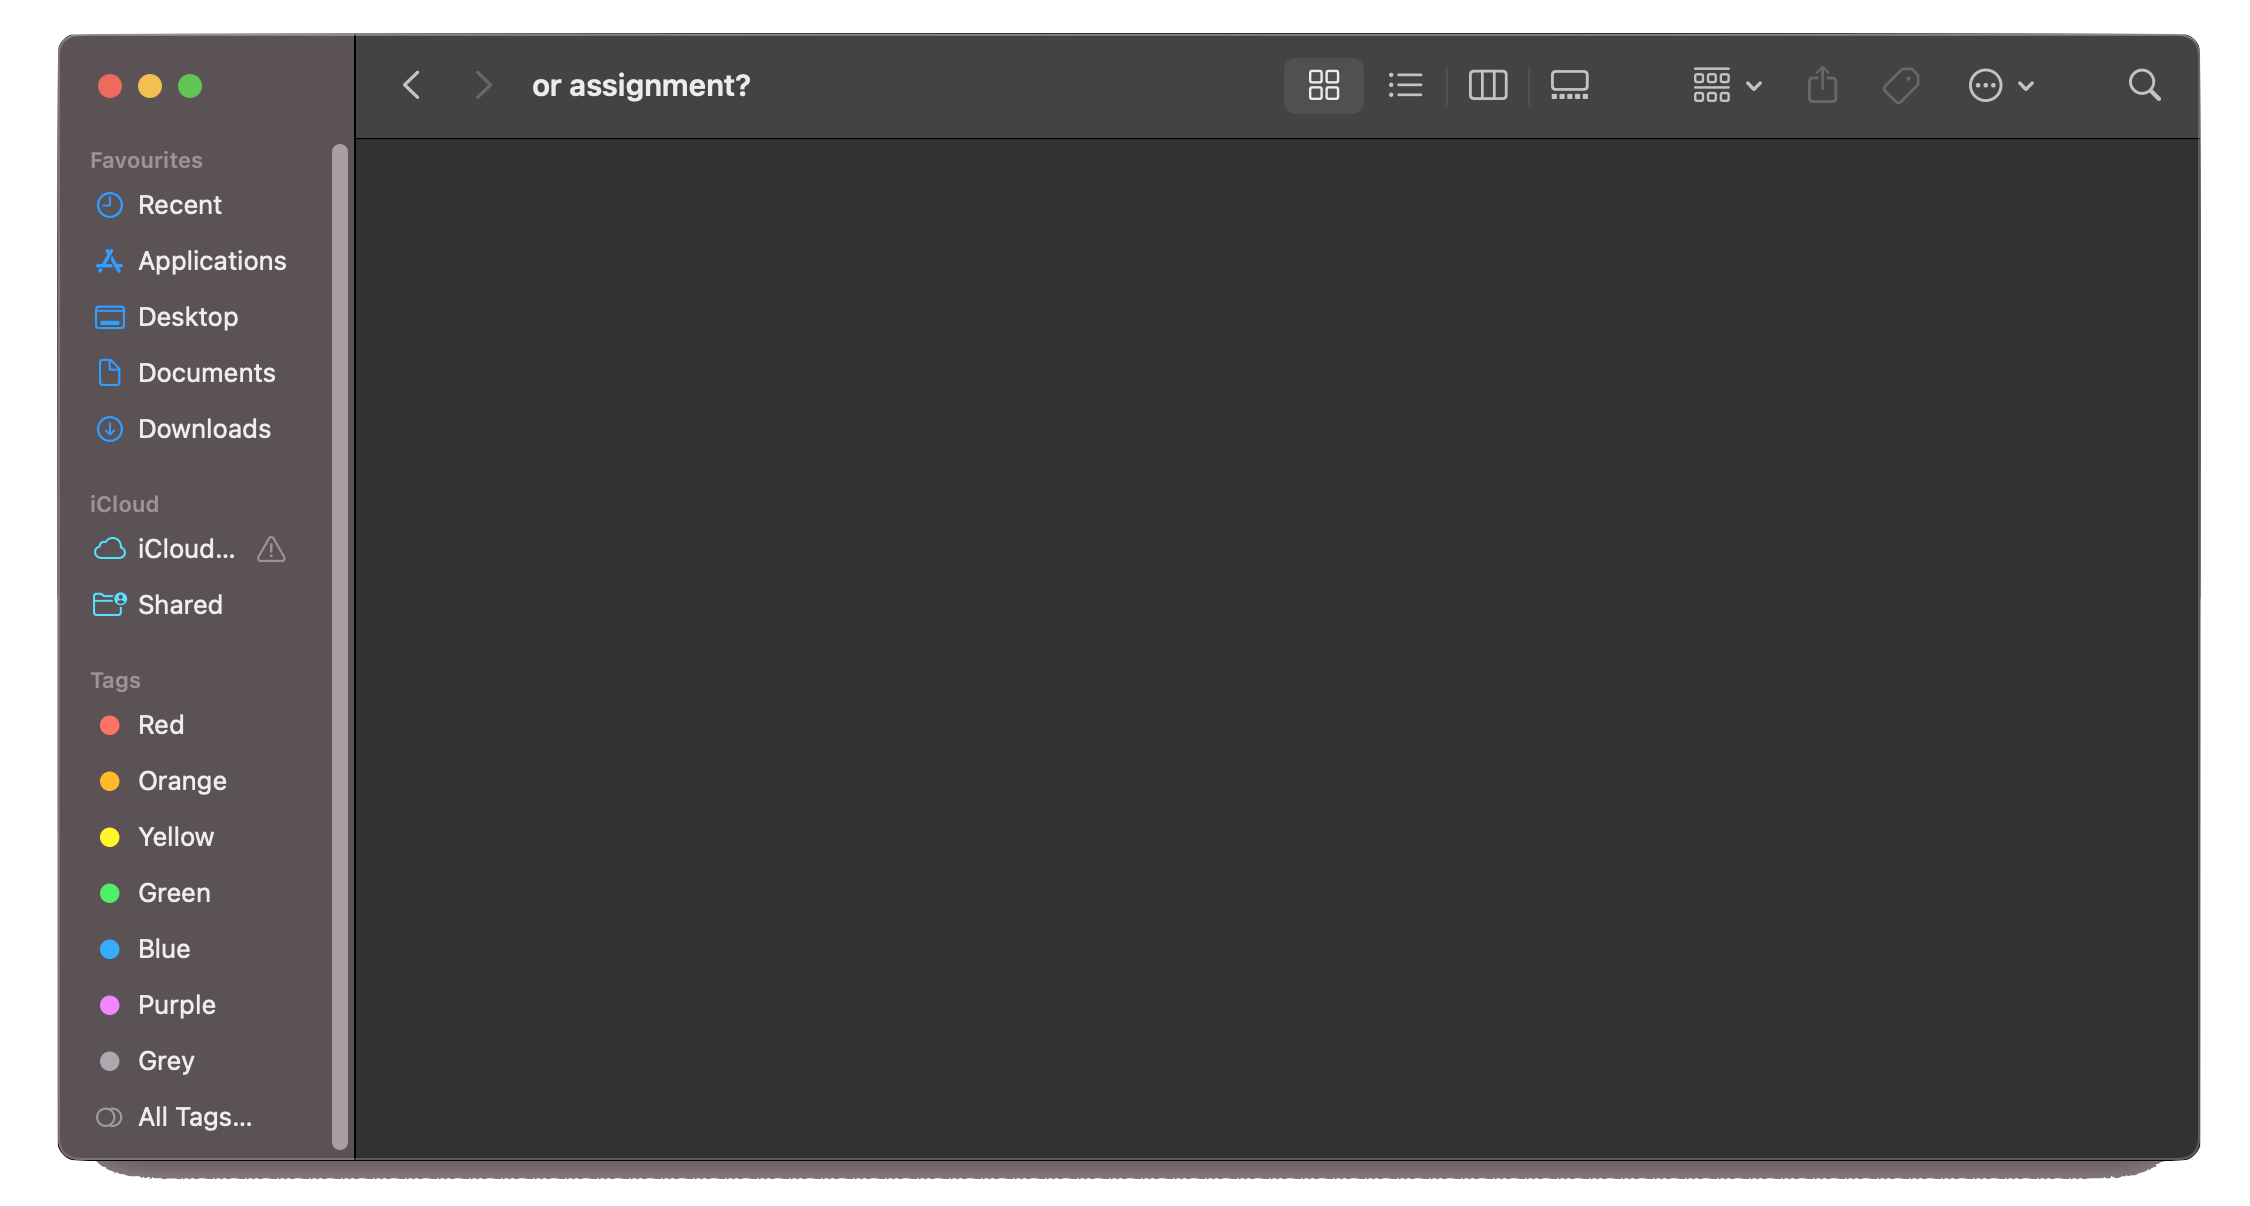 or assignment?
Favourites
Recent
Applications
Desktop
Documents
Downloads
iCloud
iCloud...
Shared
Tags
Red
Orange
Yellow
Green
Blue
Purple
Grey
All Tags...